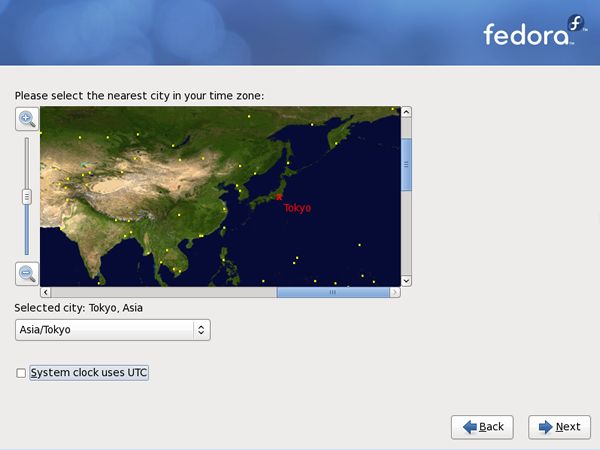 fedora
Please select the nearest city in your time zone:
Tokyo
Selected city: Tokyo, Asia
Asia/Tokyo
System clock uses UTC
Back
Next